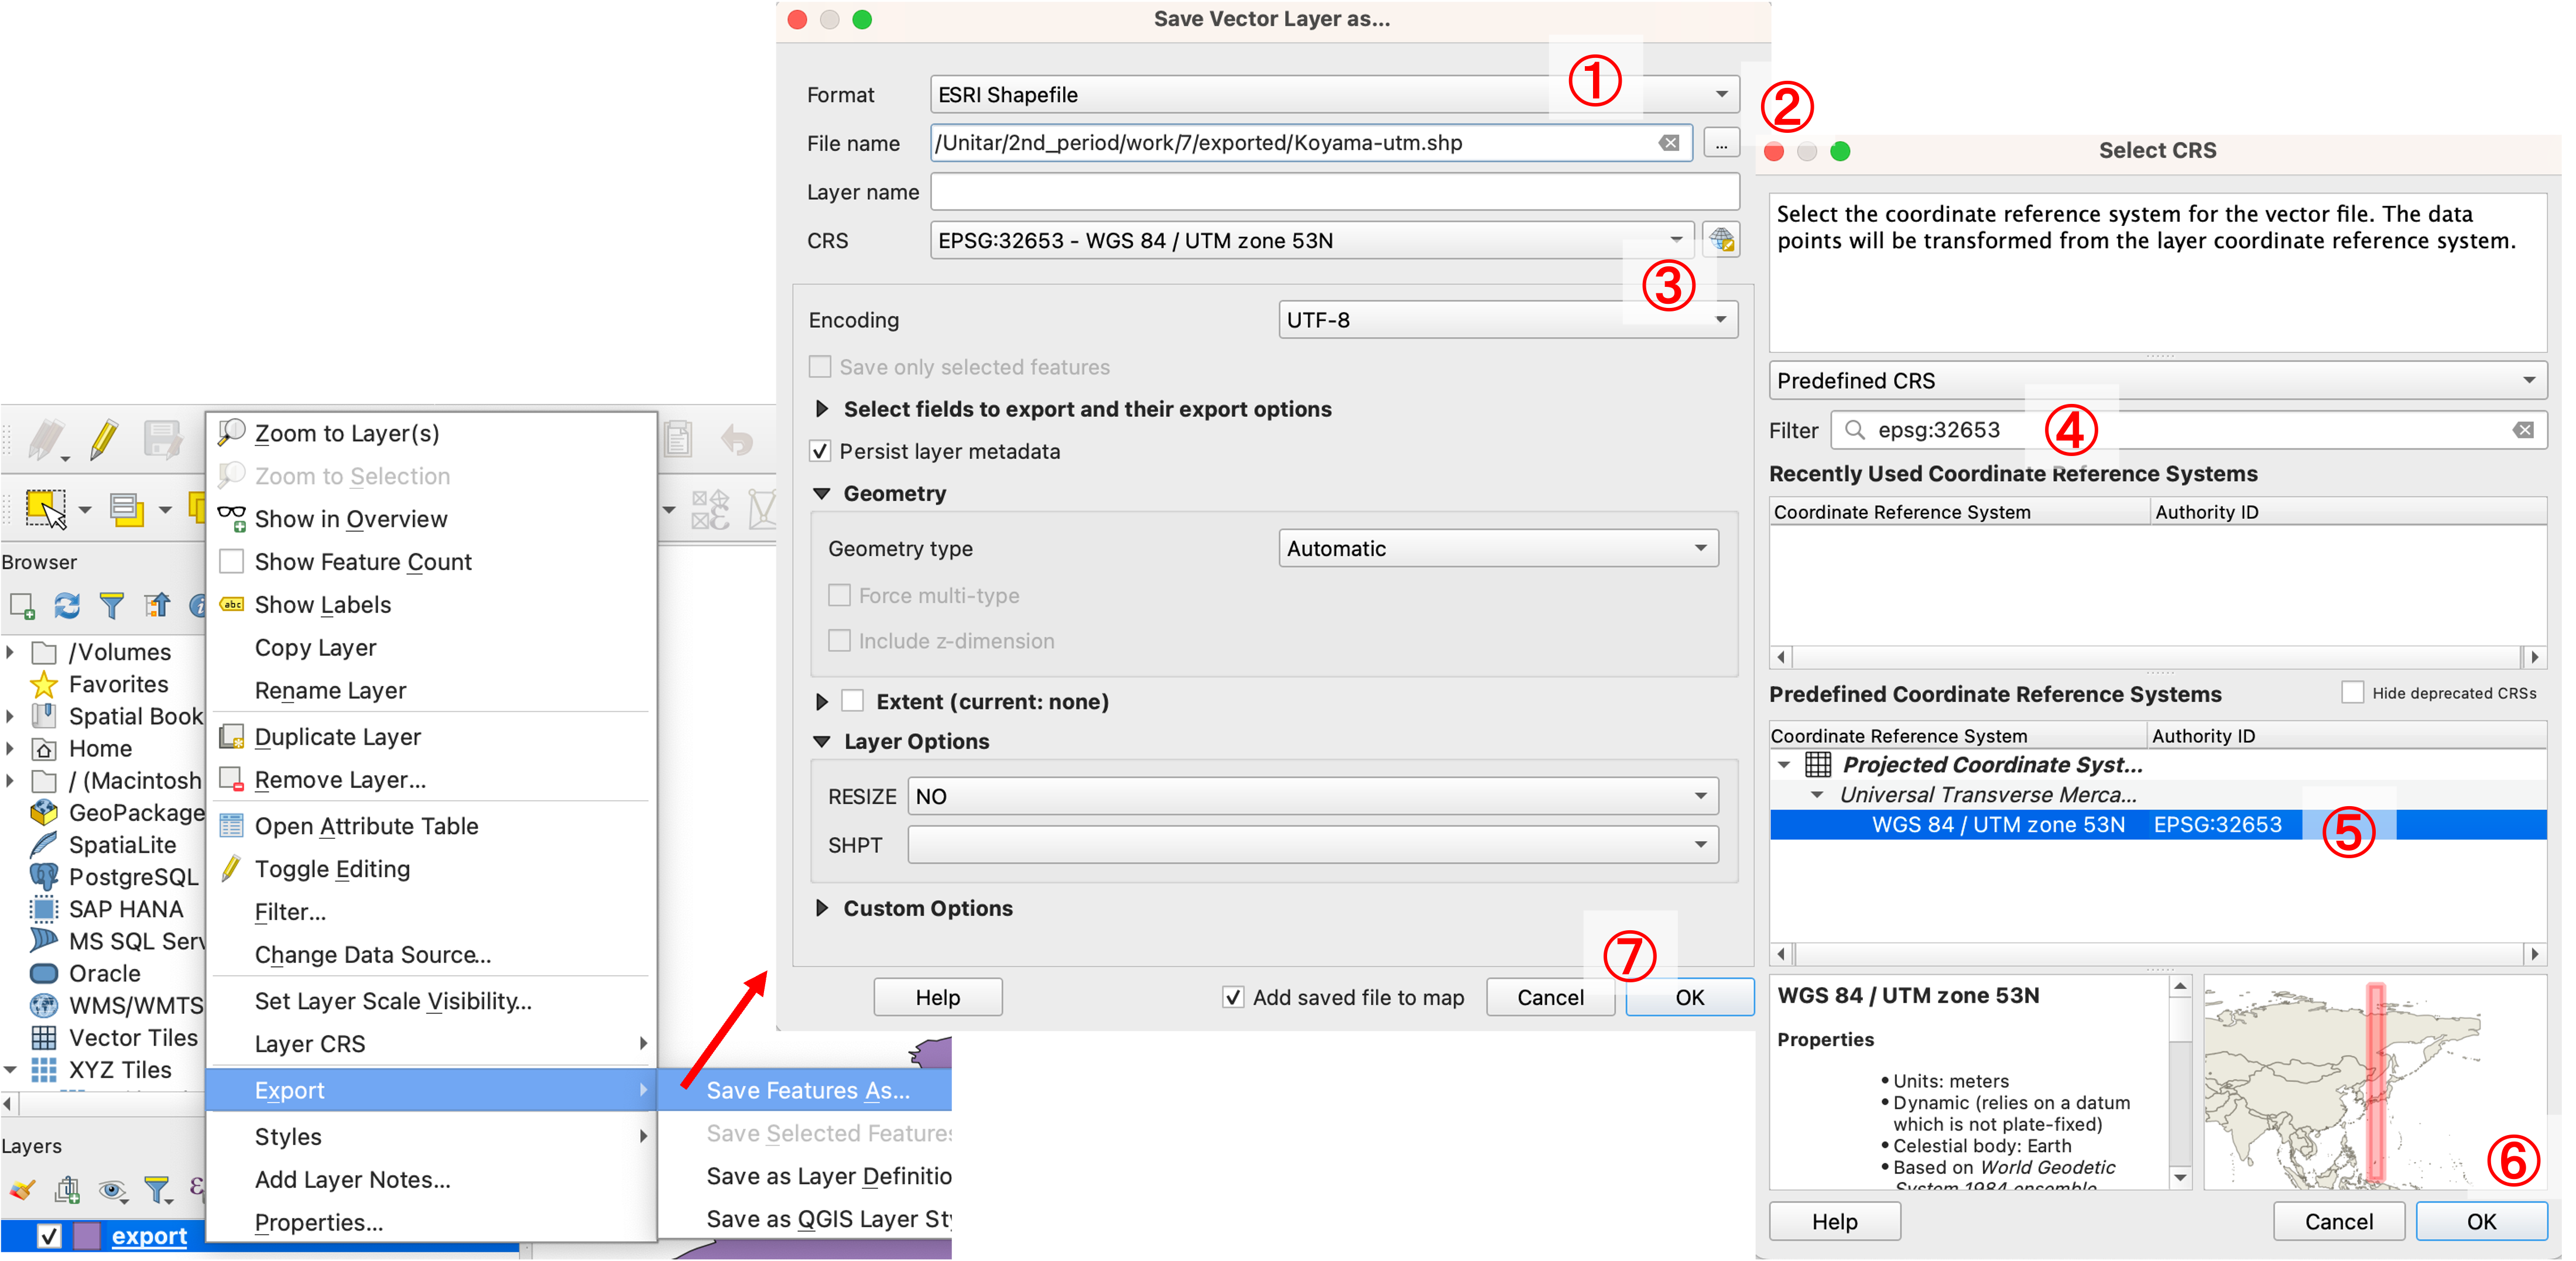 Save Vector Layer as...
①
Format
ESRI Shapefile
②
File name
/Unitar/2nd_period/work/7/exported/Koyama-utm.shp
...
Layer name
CRS
EPSG:32653 - WGS 84 / UTM zone 53N
③
Encoding
UTF-8
Save only selected features
Select fields to export and their export options
Persist layer metadata
Geometry
Geometry type
Automatic
Force multi-type
Include z-dimension
Extent (current: none)
Layer Options
RESIZE
NO
SHPT
Custom Options
⑦
Help
Add saved file to map
Cancel
OK
Select CRS
Select the coordinate reference system for the vector file. The data
points will be transformed from the layer coordinate reference system.
Predefined CRS
Filter
epsg:32653
④
Recently Used Coordinate Reference Systems
Coordinate Reference System
Authority ID
Predefined Coordinate Reference Systems
Hide deprecated CRSs
Coordinate Reference System
Authority ID
Projected Coordinate Syst...
Universal Transverse Merca...
WGS 84 / UTM zone 53N
EPSG:32653
⑤
WGS 84 / UTM zone 53N
Properties
• Units: meters
• Dynamic (relies on a datum
which is not plate-fixed)
• Celestial body: Earth
• Based on World Geodetic
System 1984 ensemble
⑥
Help
Cancel
OK
Zoom to Layer(s)
Zoom to Selection
Show in Overview
Show Feature Count
abc
Show Labels
Copy Layer
Rename Layer
Duplicate Layer
Remove Layer...
Open Attribute Table
Toggle Editing
Filter...
Change Data Source...
Set Layer Scale Visibility...
Layer CRS
Export
Styles
Add Layer Notes...
Properties...
Save Features As...
Save Selected Features
Save as Layer Definitio
Save as QGIS Layer Sty
Browser
/Volumes
Favorites
Spatial Book
Home
/ (Macintosh
GeoPackage
SpatiaLite
PostgreSQL
SAP HANA
MS SQL Serv
Oracle
WMS/WMTS
Vector Tiles
XYZ Tiles
Layers
export